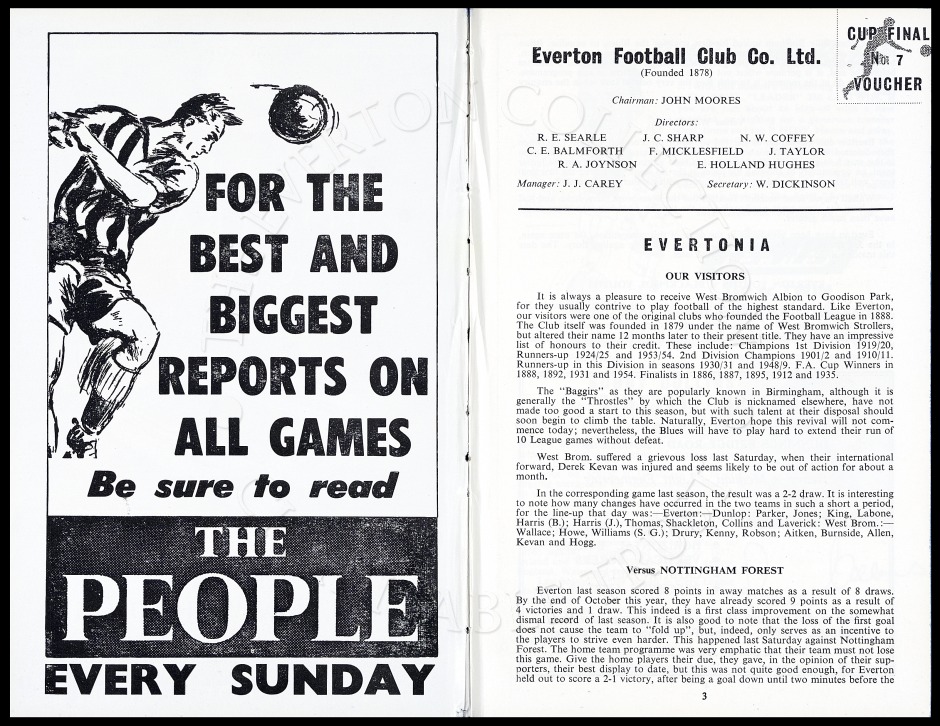 FOR THE
BEST AND
BIGGEST
REPORTS ON
ALL GAMES
Be sure to read
THE
PEOPLE
EVERY SUNDAY
Everton Football Club Co. Ltd.
(Founded 1878)
CUP FINAL
No. 7
VOUCHER
Chairman: JOHN MOORES
Directors:
R. E. SEARLE J. C. SHARP N. W. COFFEY
C. E. BALMFORTH F. MICKLESFIELD J. TAYLOR
R. A. JOYNSON E. HOLLAND HUGHES
Manager: J. J. CAREY Secretary: W. DICKINSON
EVERTONIA
OUR VISITORS
It is always a pleasure to receive West Bromwich Albion to Goodison Park,
for they usually contrive to play football of the highest standard. Like Everton,
our visitors were one of the original clubs who founded the Football League in 1888.
The Club itself was founded in 1879 under the name of West Bromwich Strollers,
but altered their name 12 months later to their present title. They have an impressive
list of honours to their credit. These include: Champions 1st Division 1919/20,
Runners-up 1924/25 and 1953/54. 2nd Division Champions 1901/2 and 1910/11.
Runners-up in this Division in seasons 1930/31 and 1948/9. F.A. Cup Winners in
1888, 1892, 1931 and 1954. Finalists in 1886, 1887, 1895, 1912 and 1935.
The "Baggirs" as they are popularly known in Birmingham, although it is
generally the "Throstles" by which the Club is nicknamed elsewhere, have not
made too good a start to this season, but with such talent at their disposal should
soon begin to climb the table. Naturally, Everton hope this revival will not com-
mence today; nevertheless, the Blues will have to play hard to extend their run of
10 League games without defeat.
West Brom. suffered a grievous loss last Saturday, when their international
forward, Derek Kevan was injured and seems likely to be out of action for about a
month.
In the corresponding game last season, the result was a 2-2 draw. It is interesting
to note how many changes have occurred in the two teams in such a short a period,
for the line-up that day was:—Everton:—Dunlop: Parker, Jones; King, Labone,
Harris (B.); Harris (J.), Thomas, Shackleton, Collins and Laverick: West Brom.:—
Wallace; Howe, Williams (S. G.); Drury, Kenny, Robson; Aitken, Burnside, Allen,
Kevan and Hogg.
Versus NOTTINGHAM FOREST
Everton last season scored 8 points in away matches as a result of 8 draws.
By the end of October this year, they have already scored 9 points as a result of
4 victories and 1 draw. This indeed is a first class improvement on the somewhat
dismal record of last season. It is also good to note that the loss of the first goal
does not cause the team to "fold up", but, indeed, only serves as an incentive to
the players to strive even harder. This happened last Saturday against Nottingham
Forest. The home team programme was very emphatic that their team must not lose
this game. Give the home players their due, they gave, in the opinion of their sup-
porters, their best display to date, but this was not quite good enough, for Everton
held out to score a 2-1 victory, after being a goal down until two minutes before the
3